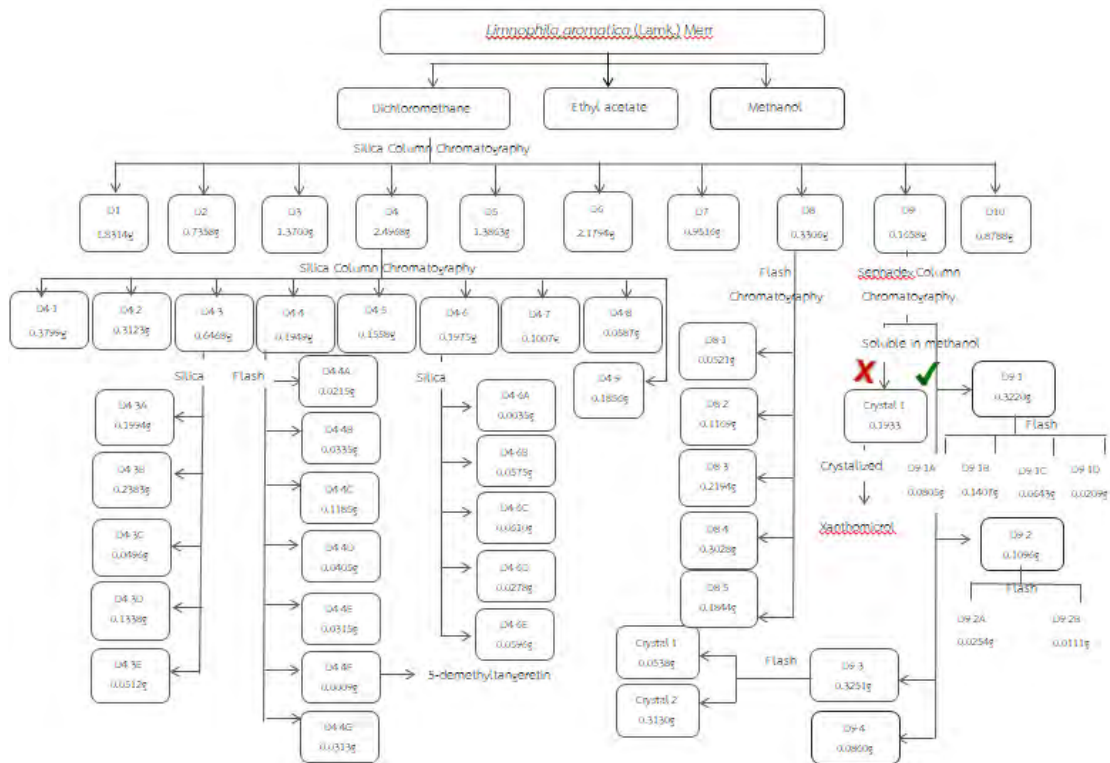 Limnophila aromatica (Lamk.) Merr
Dichloromethane
Ethyl acetate
Methanol
Silica Column Chromatography
D1
1.8314g
D2
0.7358g
D3
1.3700g
D4
2.4968g
D5
1.3863g
D6
2.1794g
D7
0.9516g
D8
0.3306g
D9
0.1658g
D10
0.8788g
Silica Column Chromatography
D4-1
0.3799g
D4-2
0.3123g
D4-3
0.6468g
D4-4
0.1949g
D4-5
0.1558g
D4-6
0.1975g
D4-7
0.1007g
D4-8
0.0587g
D4-9
Silica
D4-3A
0.1994g
D4-3B
0.2383g
D4-3C
0.0496g
D4-3D
0.1338g
D4-3E
0.0512g
Flash
D4-4A
0.0215g
D4-4B
0.0335g
D4-4C
0.1186g
D4-4D
0.0405g
D4-4E
0.0315g
D4-4F
0.0009g
D4-4G
0.0313g
5-demethyltangeretin
Silica
D4-6A
0.0035g
D4-6B
0.0575g
D4-6C
0.0610g
D4-6D
0.0278g
D4-6E
0.0596g
Flash
Chromatography
D8-1
0.0521g
D8-2
0.1109g
D8-3
0.2194g
D8-4
0.3028g
D8-5
0.1844g
Sephadex Column
Chromatography
Soluble in methanol
Crystal 1
0.1933
Crystalized
Xanthomicrol
D9-1
0.3220g
Flash
D9-1A
0.0805g
D9-1B
0.1407g
D9-1C
0.0643g
D9-1D
0.0209g
D9-2
0.1096g
Flash
D9-2A
0.0254g
D9-2B
0.0111g
D9-3
0.3251g
Flash
Crystal 1
0.0538g
Crystal 2
0.3130g
D9-4
0.0860g